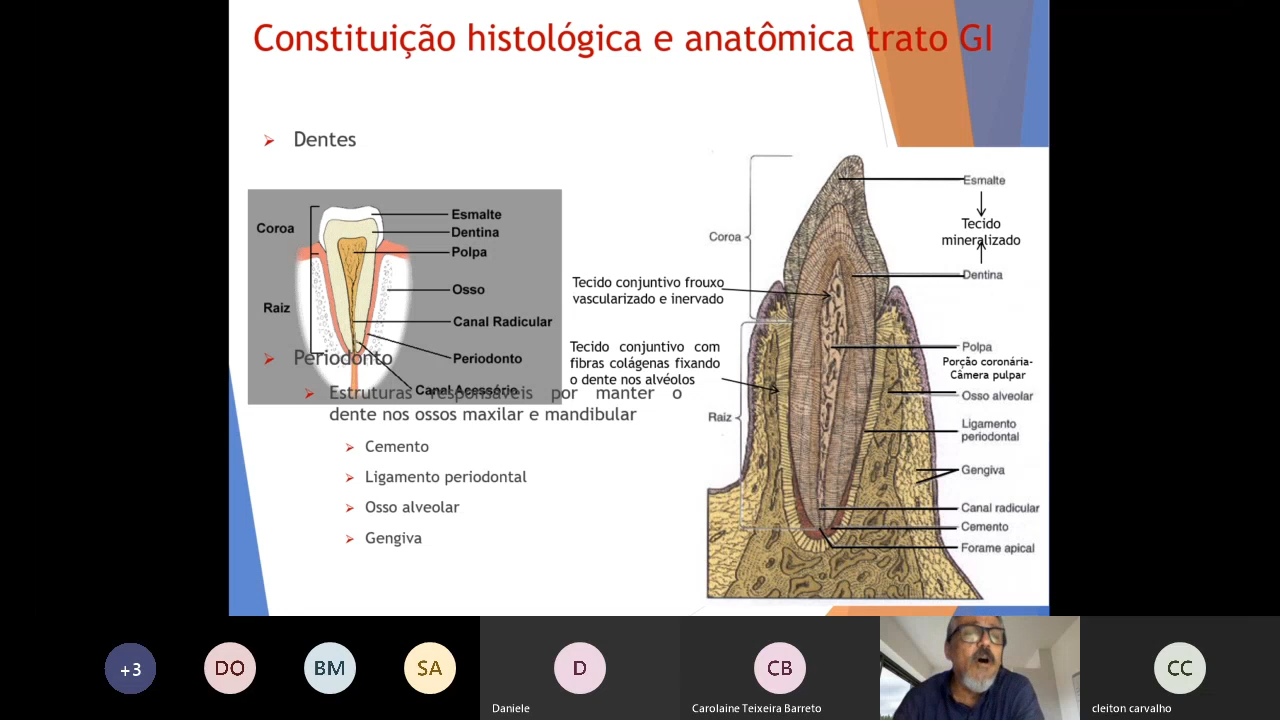 Constituição histológica e anatômica trato GI
Dentes
Coroa
Raiz
Esmalte
Dentina
Polpa
Osso
Canal Radicular
Periodonto
Canal Acessório
Periodonto
Estruturas responsáveis por manter o
dente nos ossos maxilar e mandibular
Cemento
Ligamento periodontal
Osso alveolar
Gengiva
Tecido conjuntivo frouxo
vascularizado e inervado
Tecido conjuntivo com
fibras colágenas fixando
o dente nos alvéolos
Coroa
Raiz
Esmalte
Tecido
mineralizado
Dentina
Polpa
Porção coronária-
Câmera pulpar
Osso alveolar
Ligamento
periodontal
Gengiva
Canal radicular
Cemento
Forame apical
+3
DO
BM
SA
D
Daniele
CB
Carolaine Teixeira Barreto
CC
cleiton carvalho